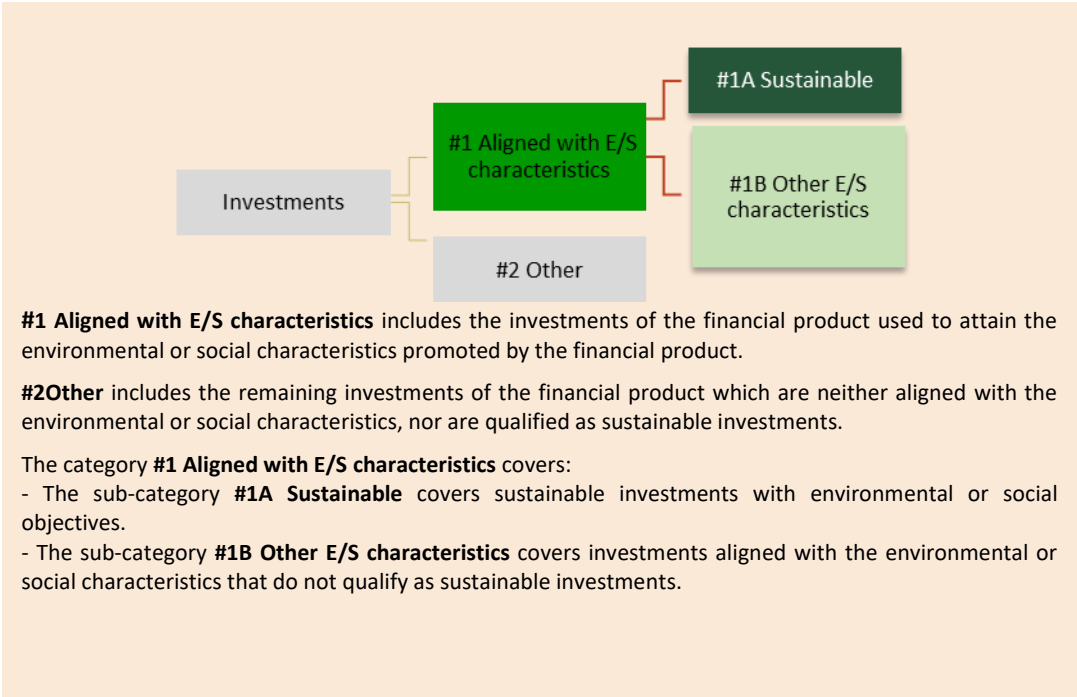 #1A Sustainable
#1 Aligned with E/S
characteristics
#1B Other E/S
characteristics
Investments
#2 Other
#1 Aligned with E/S characteristics includes the investments of the financial product used to attain the
environmental or social characteristics promoted by the financial product.
#2Other includes the remaining investments of the financial product which are neither aligned with the
environmental or social characteristics, nor are qualified as sustainable investments.
The category #1 Aligned with E/S characteristics covers:
- The sub-category #1A Sustainable covers sustainable investments with environmental or social
objectives.
- The sub-category #1B Other E/S characteristics covers investments aligned with the environmental or
social characteristics that do not qualify as sustainable investments.